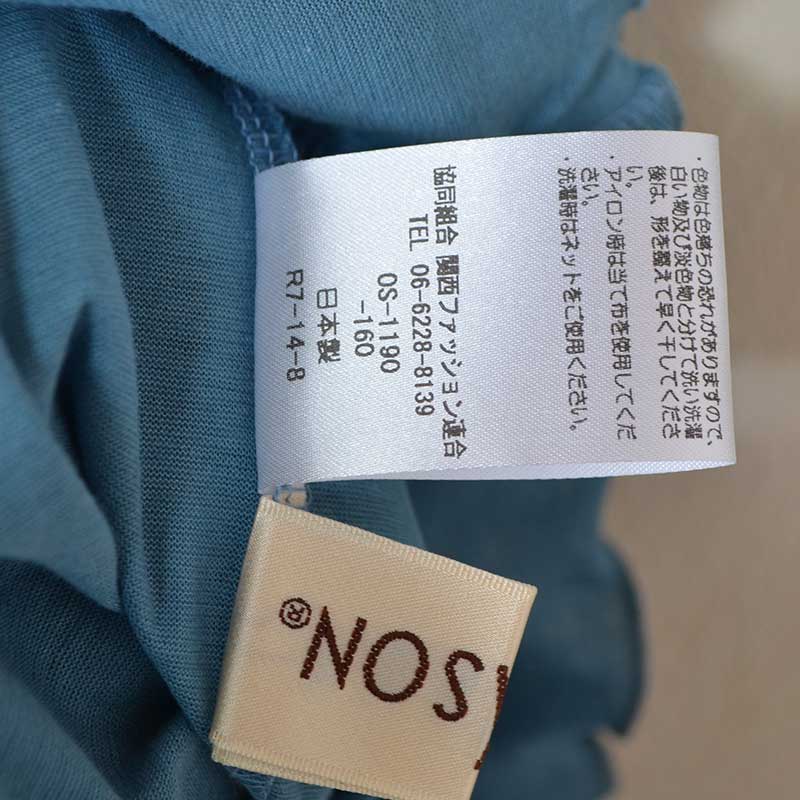 ・色物は色落ちの恐れがありますので、
白い物及び淡色物と分けて洗い洗濯
後は、形を整えて早く干してくださ
い。
・アイロン時は当て布を使用してくだ
さい。
・洗濯時はネットをご使用ください。
協同組合 関西ファッション連合
TEL 06-6228-8139
OS-1190
-160
日本製
R7-14-8
SON®